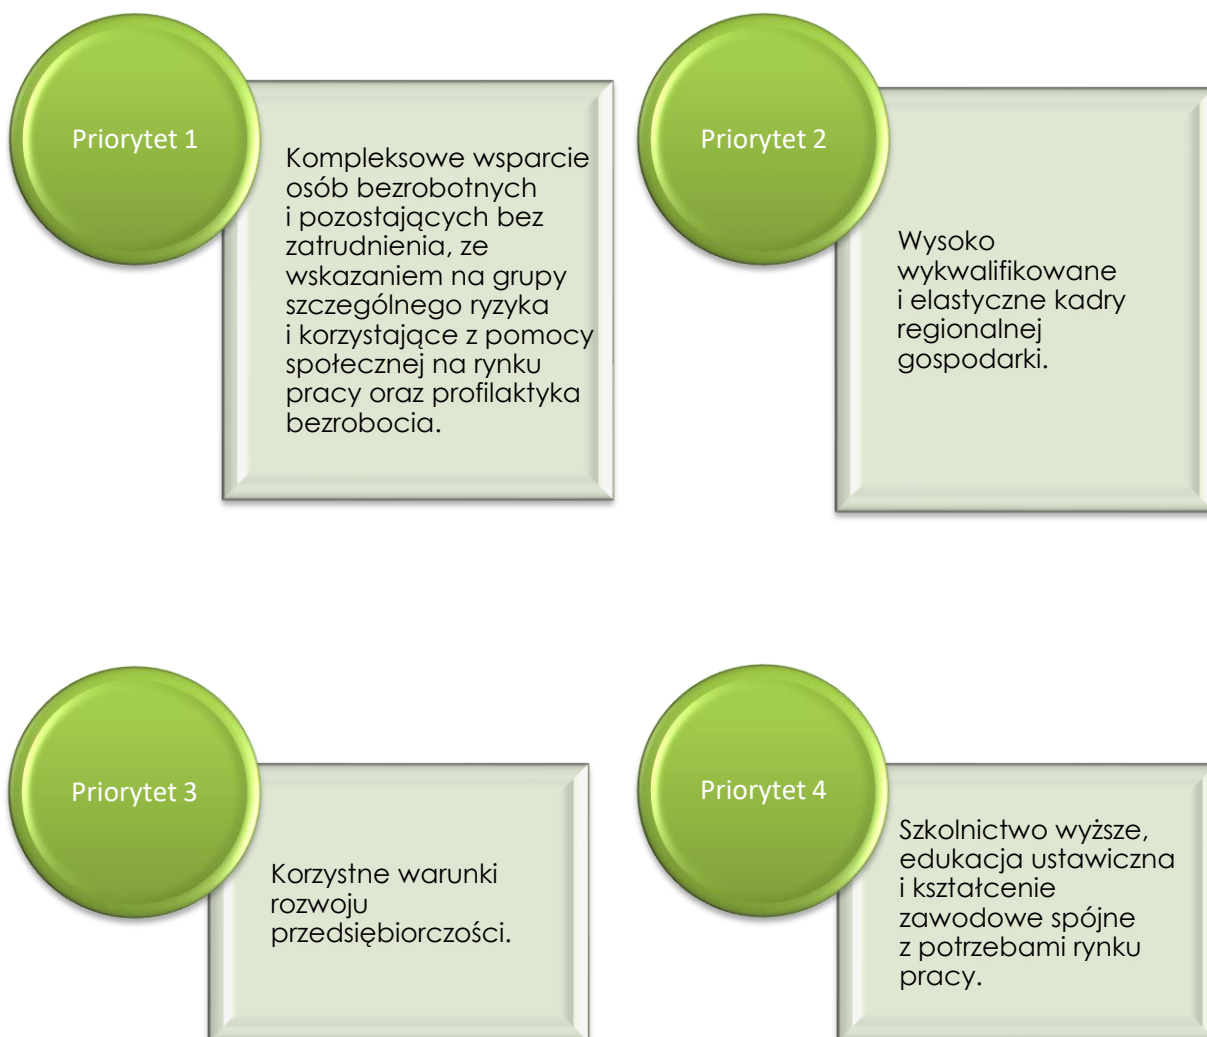 Priorytet 1
Kompleksowe wsparcie
osób bezrobotnych
i pozostających bez
zatrudnienia, ze
wskazaniem na grupy
szczególnego ryzyka
i korzystające z pomocy
społecznej na rynku
pracy oraz profilaktyka
bezrobocia.
Priorytet 2
Wysoko
wykwalifikowane
i elastyczne kadry
regionalnej
gospodarki.
Priorytet 3
Korzystne warunki
rozwoju
przedsiębiorczości.
Priorytet 4
Szkolnictwo wyższe,
edukacja ustawiczna
i kształcenie
zawodowe spójne
z potrzebami rynku
pracy.